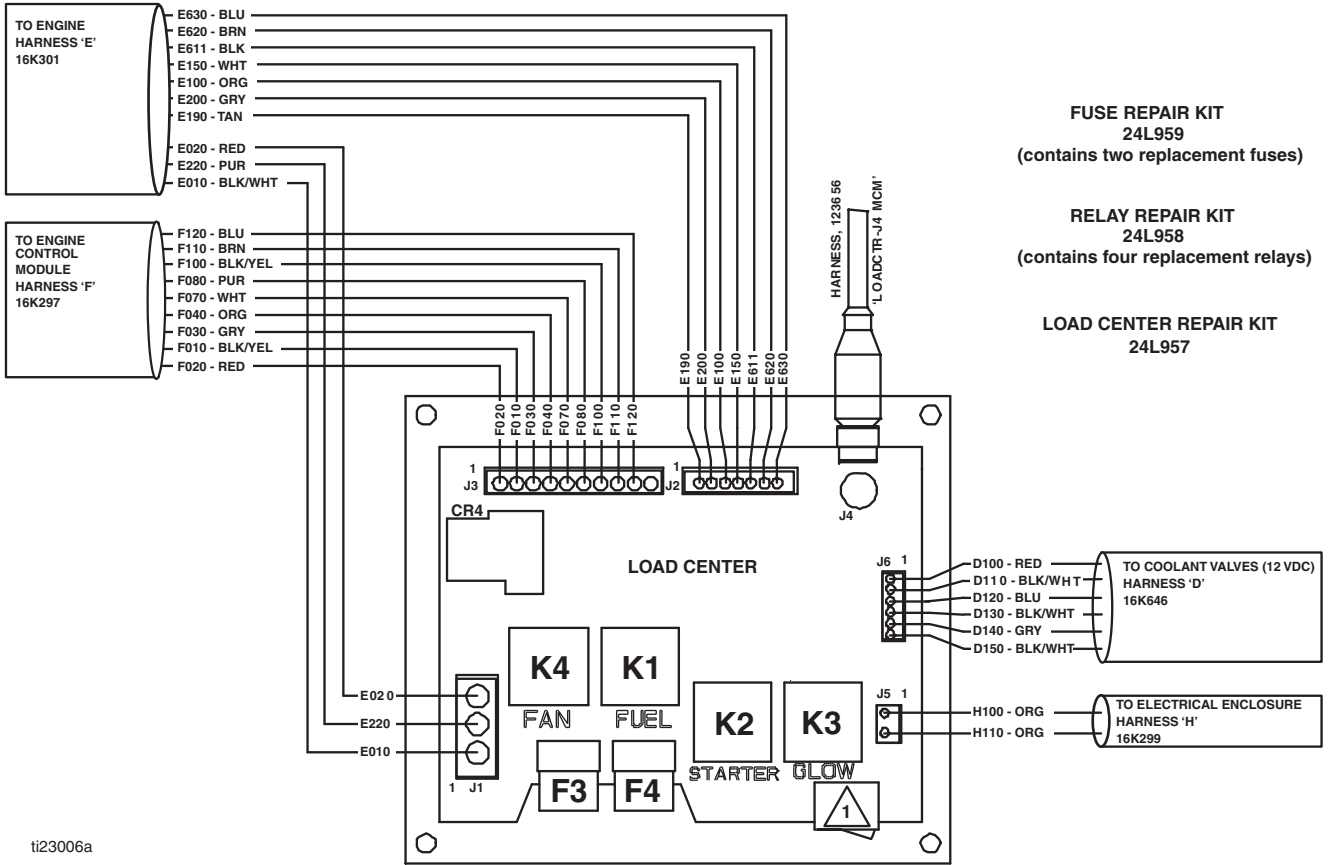 TO ENGINE
HARNESS ‘E’
16K301
E630 - BLU
E620 - BRN
E611 - BLK
E150 - WHT
E100 - ORG
E200 - GRY
E190 - TAN
E020 - RED
E220 - PUR
E010 - BLK/WHT
TO ENGINE
CONTROL
MODULE
HARNESS ‘F’
16K297
F120 - BLU
F110 - BRN
F100 - BLK/YEL
F080 - PUR
F070 - WHT
F040 - ORG
F030 - GRY
F010 - BLK/YEL
F020 - RED
FUSE REPAIR KIT
24L959
(contains two replacement fuses)
RELAY REPAIR KIT
24L958
(contains four replacement relays)
LOAD CENTER REPAIR KIT
24L957
HARNESS, 123656
‘LOADCTR-J4 MCM’
F020
F010
F030
F040
F070
F080
F100
F110
F120
E190
E200
E100
E150
E611
E620
E630
1
J3
1
J2
J4
CR4
LOAD CENTER
J6 1
D100 - RED
D110 - BLK/WHT
D120 - BLU
D130 - BLK/WHT
D140 - GRY
D150 - BLK/WHT
TO COOLANT VALVES (12 VDC)
HARNESS ‘D’
16K646
K4
FAN
K1
FUEL
K2
STARTER
K3
GLOW
J5 1
H100 - ORG
H110 - ORG
TO ELECTRICAL ENCLOSURE
HARNESS ‘H’
16K299
E020
E220
E010
1 J1
F3
F4
1
ti23006a